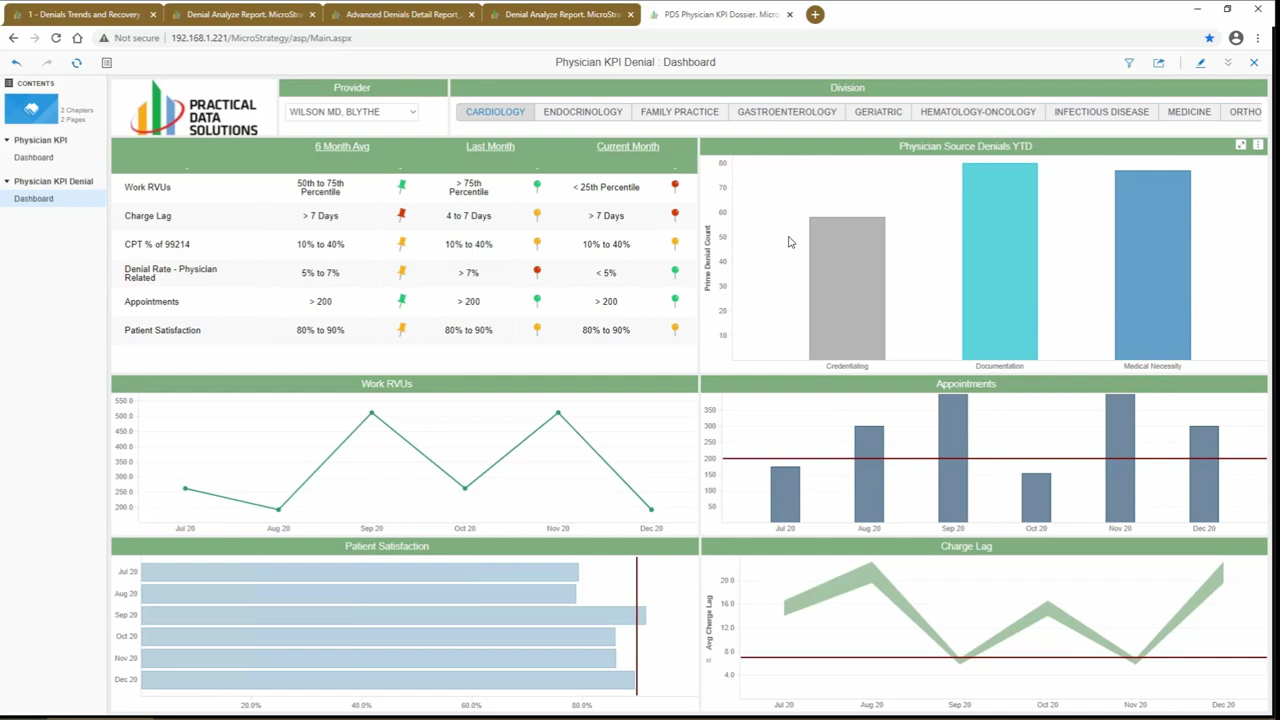 1 - Denials Trends and Recovery
Denial Analyze Report. MicroStra
Advanced Denials Detail Report.
Denial Analyze Report. MicroStra
PDS Physician KPI Dossier. Micro
Not secure
192.168.1.221/MicroStrategy/asp/Main.aspx
Physician KPI Denial : Dashboard
CONTENTS
2 Chapters
2 Pages
Physician KPI
Dashboard
Physician KPI Denial
Dashboard
PRACTICAL
DATA
SOLUTIONS
Provider
WILSON MD, BLYTHE
Division
CARDIOLOGY ENDOCRINOLOGY FAMILY PRACTICE GASTROENTEROLOGY GERIATRIC HEMATOLOGY-ONCOLOGY INFECTIOUS DISEASE MEDICINE ORTHO
6 Month Avg Last Month Current Month
Work RVUs 50th to 75th Percentile > 75th Percentile < 25th Percentile
Charge Lag > 7 Days 4 to 7 Days > 7 Days
CPT % of 99214 10% to 40% 10% to 40% 10% to 40%
Denial Rate - Physician Related 5% to 7% > 7% < 5%
Appointments > 200 > 200 > 200
Patient Satisfaction 80% to 90% 80% to 90% 80% to 90%
Physician Source Denials YTD
Prime Denial Count
80
70
60
50
40
30
20
10
Credentialing Documentation Medical Necessity
Work RVUs
550.0
500.0
450.0
400.0
350.0
300.0
250.0
200.0
Jul 20 Aug 20 Sep 20 Oct 20 Nov 20 Dec 20
Appointments
350
300
250
200
150
100
50
Jul 20 Aug 20 Sep 20 Oct 20 Nov 20 Dec 20
Patient Satisfaction
Jul 20
Aug 20
Sep 20
Oct 20
Nov 20
Dec 20
20.0% 40.0% 60.0% 80.0%
Charge Lag
Avg Charge Lag
20.0
16.0
12.0
8.0
4.0
Jul 20 Aug 20 Sep 20 Oct 20 Nov 20 Dec 20